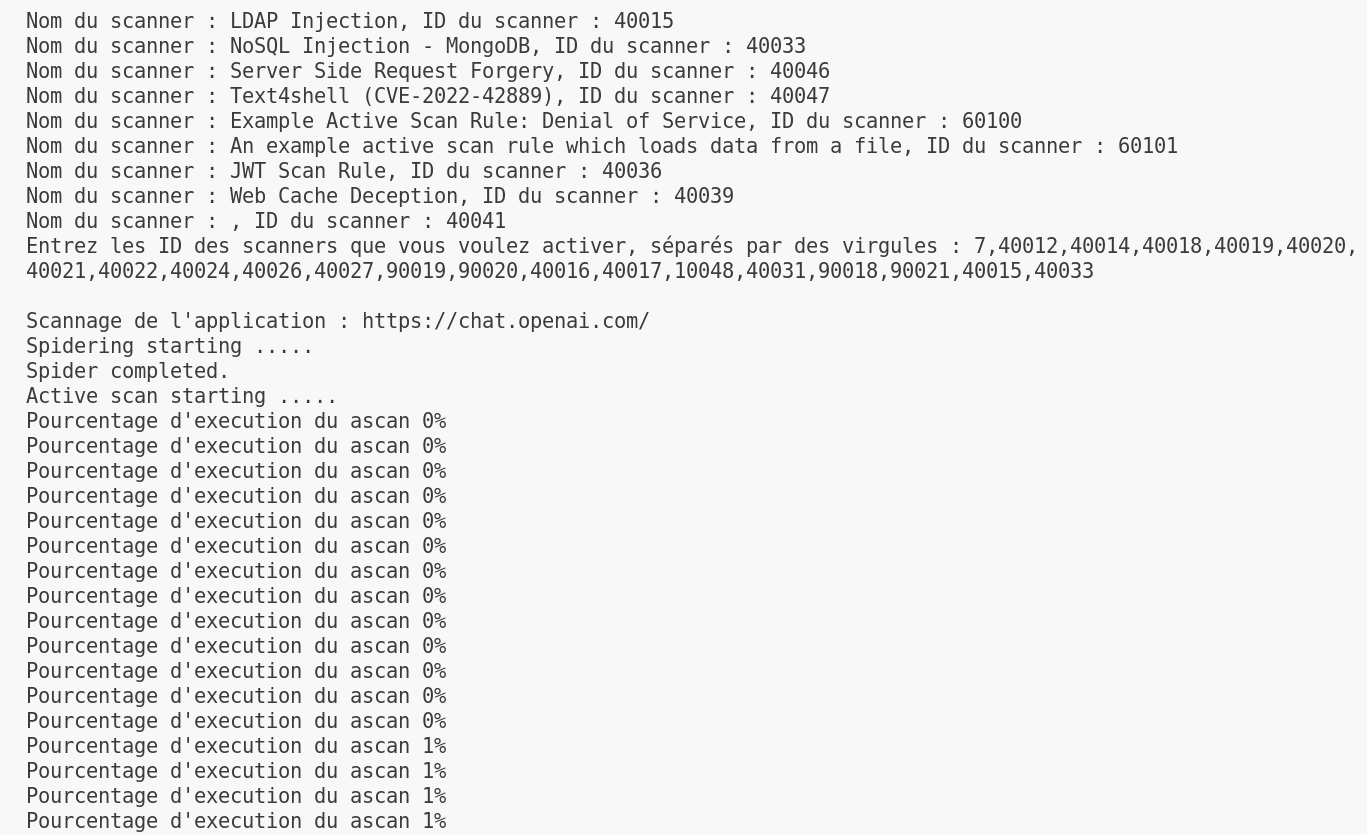 Nom du scanner : LDAP Injection, ID du scanner : 40015
Nom du scanner : NoSQL Injection - MongoDB, ID du scanner : 40033
Nom du scanner : Server Side Request Forgery, ID du scanner : 40046
Nom du scanner : Text4shell (CVE-2022-42889), ID du scanner : 40047
Nom du scanner : Example Active Scan Rule: Denial of Service, ID du scanner : 60100
Nom du scanner : An example active scan rule which loads data from a file, ID du scanner : 60101
Nom du scanner : JWT Scan Rule, ID du scanner : 40036
Nom du scanner : Web Cache Deception, ID du scanner : 40039
Nom du scanner : , ID du scanner : 40041
Entrez les ID des scanners que vous voulez activer, séparés par des virgules : 7,40012,40014,40018,40019,40020,
40021,40022,40024,40026,40027,90019,90020,40016,40017,10048,40031,90018,90021,40015,40033
Scannage de l'application : https://chat.openai.com/
Spidering starting .....
Spider completed.
Active scan starting .....
Pourcentage d'execution du ascan 0%
Pourcentage d'execution du ascan 0%
Pourcentage d'execution du ascan 0%
Pourcentage d'execution du ascan 0%
Pourcentage d'execution du ascan 0%
Pourcentage d'execution du ascan 0%
Pourcentage d'execution du ascan 0%
Pourcentage d'execution du ascan 0%
Pourcentage d'execution du ascan 0%
Pourcentage d'execution du ascan 0%
Pourcentage d'execution du ascan 0%
Pourcentage d'execution du ascan 0%
Pourcentage d'execution du ascan 0%
Pourcentage d'execution du ascan 1%
Pourcentage d'execution du ascan 1%
Pourcentage d'execution du ascan 1%
Pourcentage d'execution du ascan 1%